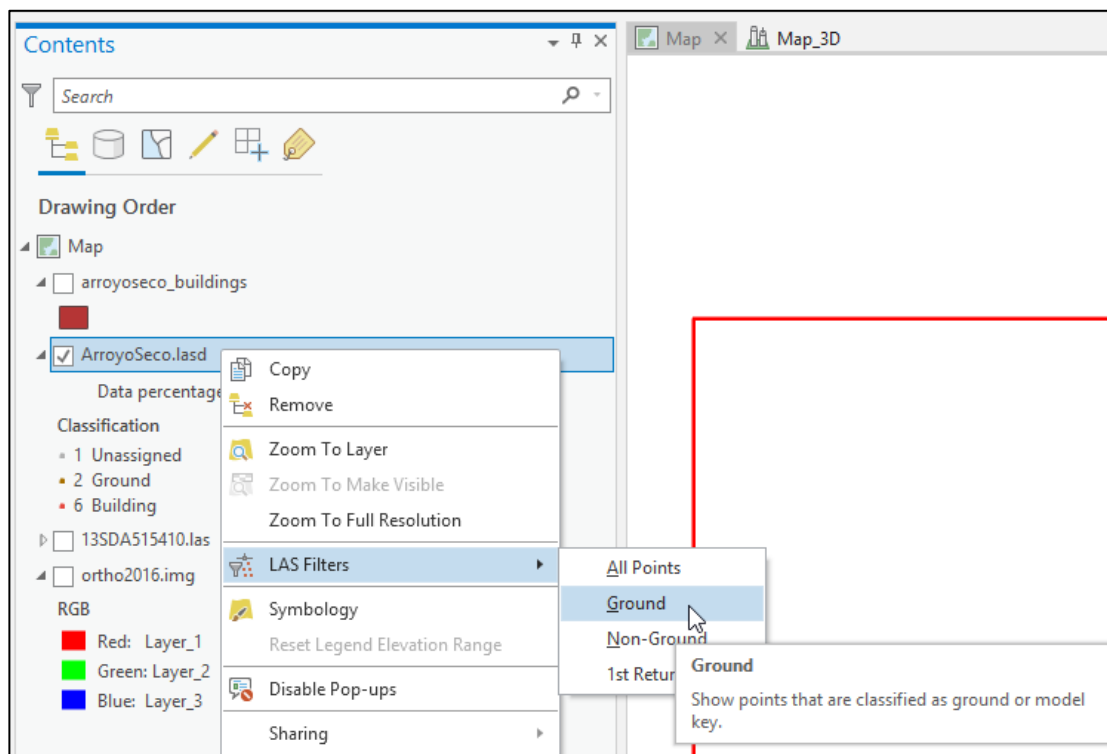 Contents
Search
Drawing Order
Map
arroyoseco_buildings
ArroyoSeco.lasd
Data percentage
Classification
1 Unassigned
2 Ground
6 Building
13SDA515410.las
ortho2016.img
RGB
Red: Layer_1
Green: Layer_2
Blue: Layer_3
Copy
Remove
Zoom To Layer
Zoom To Make Visible
Zoom To Full Resolution
LAS Filters
Symbology
Reset Legend Elevation Range
Disable Pop-ups
Sharing
All Points
Ground
Non-Ground
1st Retur
Ground
Show points that are classified as ground or model
key.
Map
Map_3D